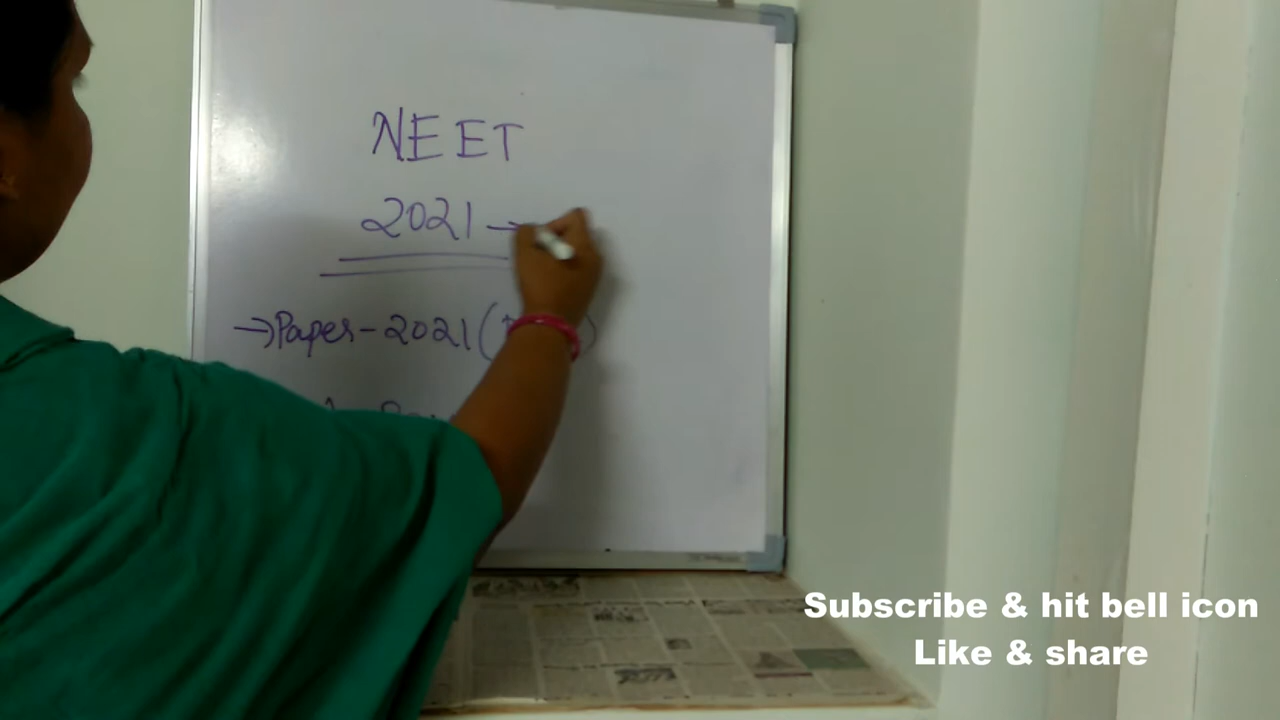 NEET
2021 →
→ Paper - 2021 (
Subscribe & hit bell icon
Like & share